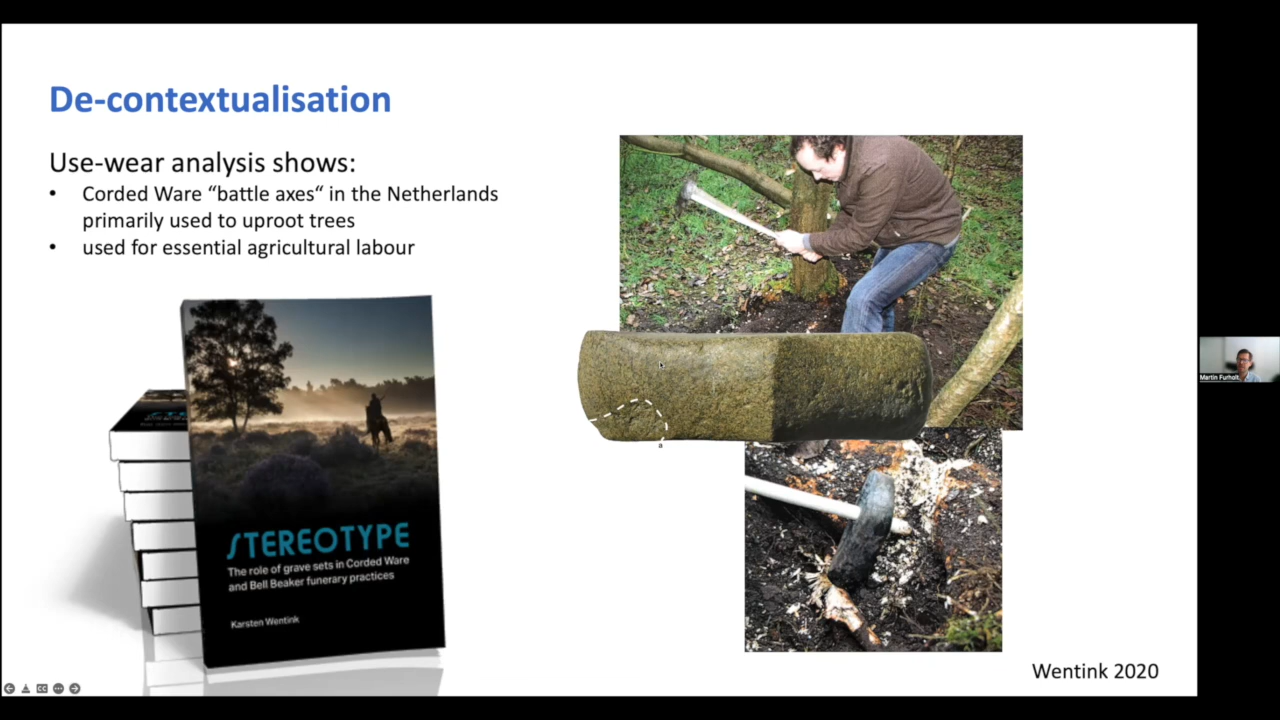 De-contextualisation
Use-wear analysis shows:
• Corded Ware “battle axes“ in the Netherlands
primarily used to uproot trees
• used for essential agricultural labour
STEREOTYPE
The role of grave sets in Corded Ware
and Bell Beaker funerary practices
Karsten Wentink
a
Wentink 2020
Martin Furholt